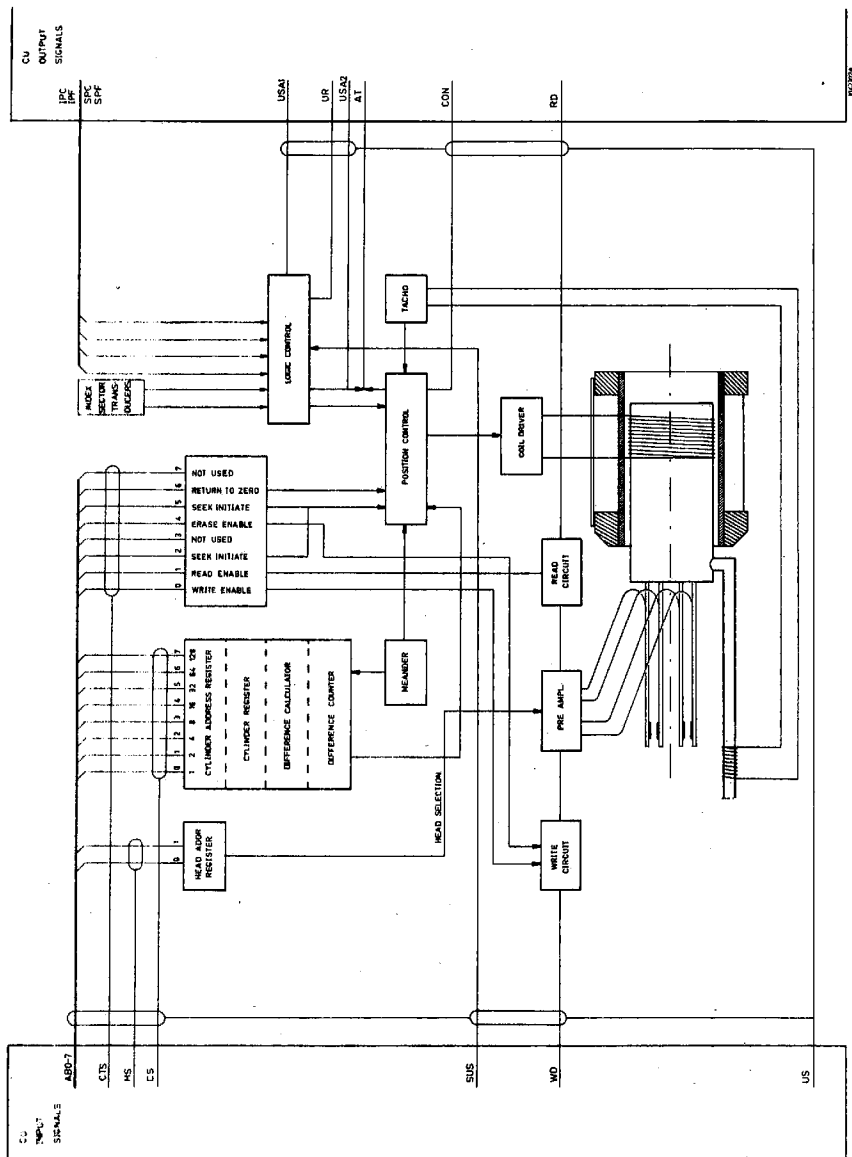 CU
OUTPUT
SIGNALS
IPC
IPF
SPC
SPF
USA1
UR
USA2
AT
CON
RD
INDEX
SECTOR
TRANS-
DUCERS
LOGIC CONTROL
TACHO
POSITION CONTROL
COIL DRIVER
7 NOT USED
6 RETURN TO ZERO
5 SEEK INITIATE
4 ERASE ENABLE
3 NOT USED
2 SEEK INITIATE
1 READ ENABLE
0 WRITE ENABLE
READ
CIRCUIT
7 6 5 4 3 2 1 0
128 64 32 16 8 4 2 1
CYLINDER ADDRESS REGISTER
CYLINDER REGISTER
DIFFERENCE CALCULATOR
DIFFERENCE COUNTER
MEANDER
PRE AMPL.
HEAD SELECTION
1 0
HEAD ADDR
REGISTER
WRITE
CIRCUIT
INPUT
SIGNALS
AB0-7
CTS
HS
CS
SUS
WD
US